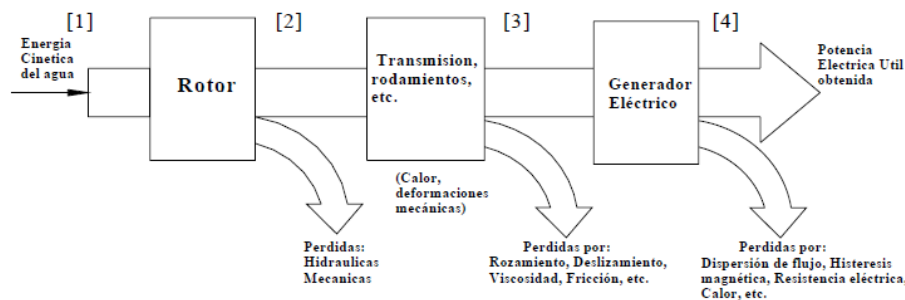 [1]
[2]
[3]
[4]
Energia
Cinetica
del agua
Rotor
Transmision,
rodamientos,
etc.
Generador
Eléctrico
Potencia
Electrica Util
obtenida
(Calor,
deformaciones
mecánicas)
Perdidas:
Hidraulicas
Mecanicas
Perdidas por:
Rozamiento, Deslizamiento,
Viscosidad, Fricción, etc.
Perdidas por:
Dispersión de flujo, Histeresis
magnética, Resistencia eléctrica,
Calor, etc.